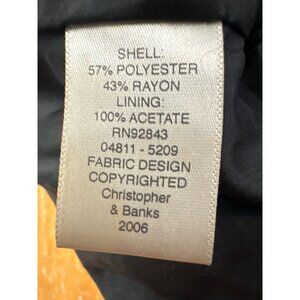 SHELL:
57% POLYESTER
43% RAYON
LINING:
100% ACETATE
RN92843
04811 - 5209
FABRIC DESIGN
COPYRIGHTED
Christopher
& Banks
2006